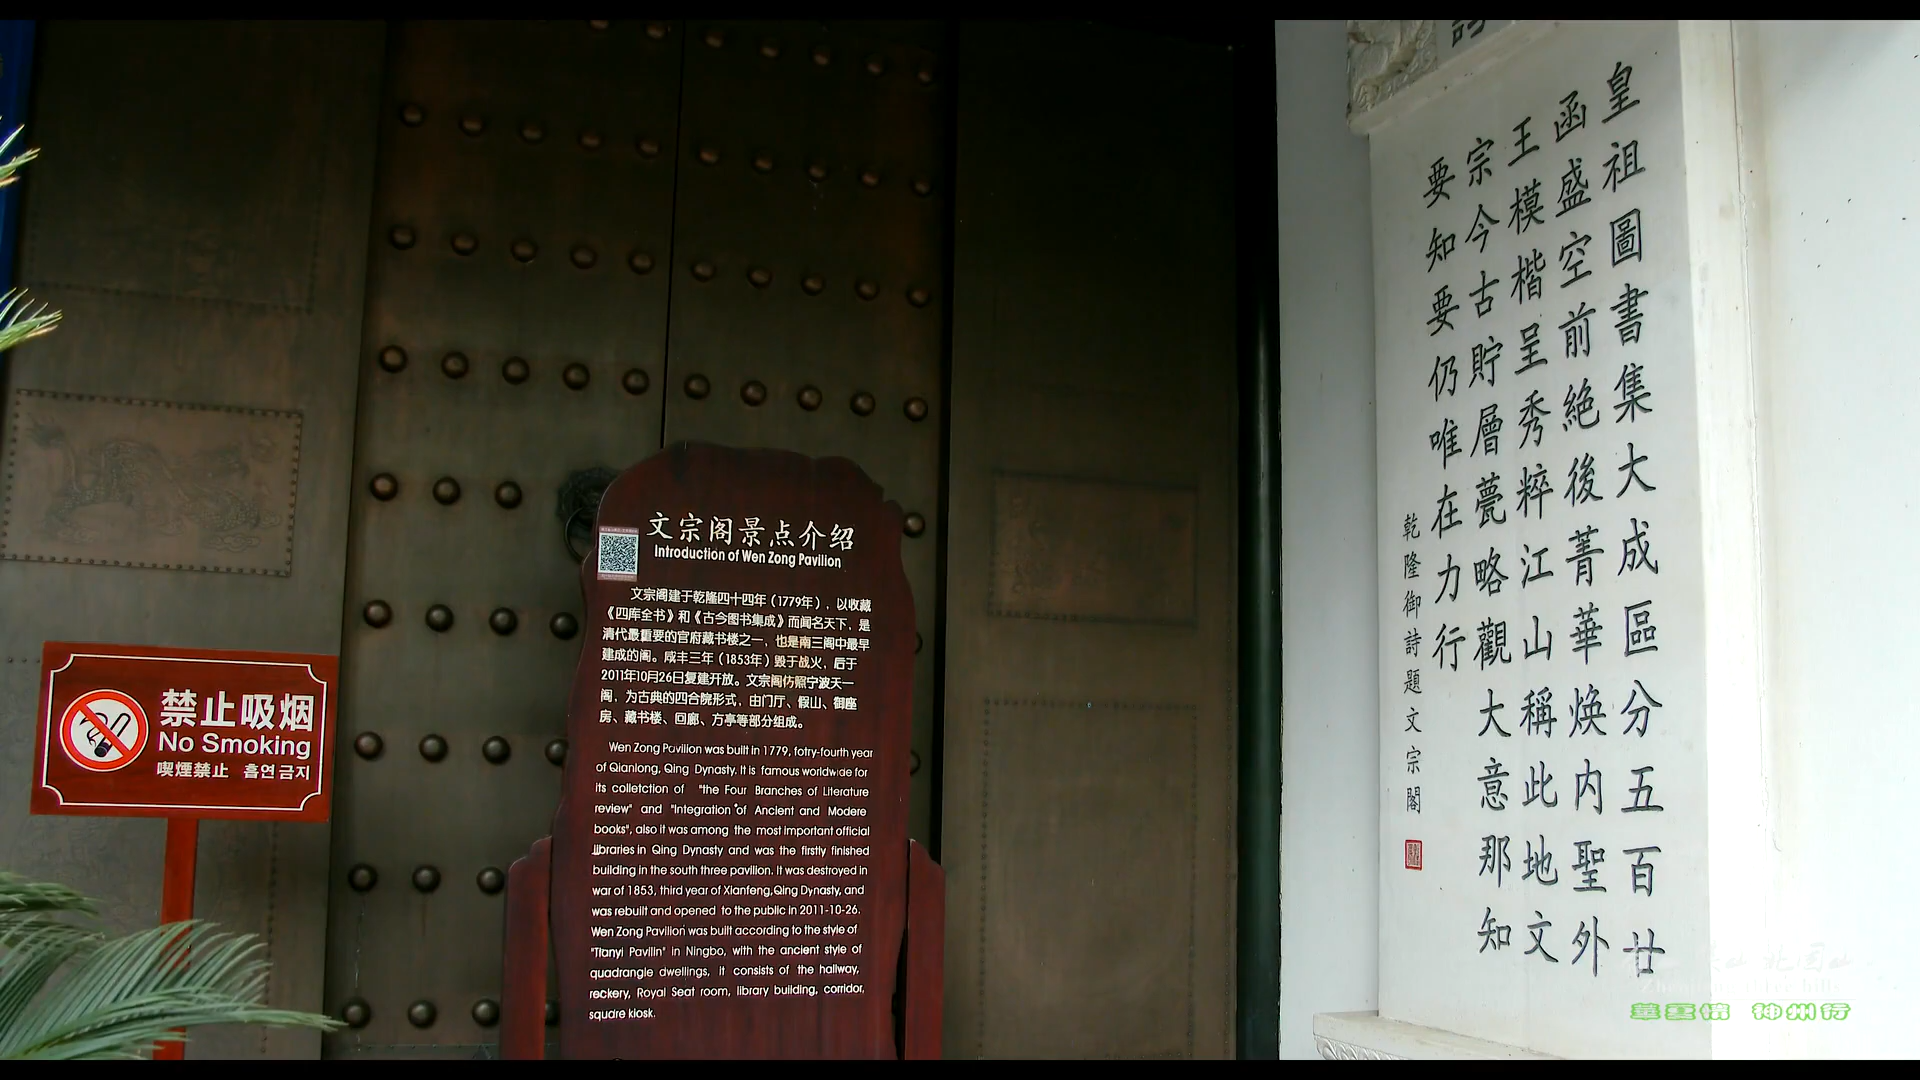 禁止吸烟
No Smoking
喫煙禁止 흡연금지
文宗阁景点介绍
Introduction of Wen Zong Pavilion
文宗阁建于乾隆四十四年（1779年），以收藏
《四库全书》和《古今图书集成》而闻名天下，是
清代最重要的官府藏书楼之一，也是南三阁中最早
建成的阁。咸丰三年（1853年）毁于战火，后于
2011年10月26日复建开放。文宗阁仿照宁波天一
阁，为古典的四合院形式，由门厅、假山、御座
房、藏书楼、回廊、方亭等部分组成。
Wen Zong Pavilion was built in 1779, fotry-fourth year
of Qianlong, Qing Dynasty. It is famous worldwide for
its colletction of "the Four Branches of Literature
review" and "Integration of Ancient and Modere
books", also it was among the most important official
libraries in Qing Dynasty and was the firstly finished
building in the south three pavilion. It was destroyed in
war of 1853, third year of Xianfeng,Qing Dynasty, and
was rebuilt and opened to the public in 2011-10-26.
Wen Zong Pavilion was built according to the style of
"Tianyi Pavilin" in Ningbo, with the ancient style of
quadrangle dwellings, it consists of the hallway,
reckery, Royal Seat room, library building, corridor,
square kiosk.
皇祖圖書集大成區分五百廿
函盛空前絶後菁華煥内聖外
王模楷呈秀粹江山稱此地文
宗今古貯層甍略觀大意那知
要知要仍唯在力行
乾隆御詩題文宗閣
神州行